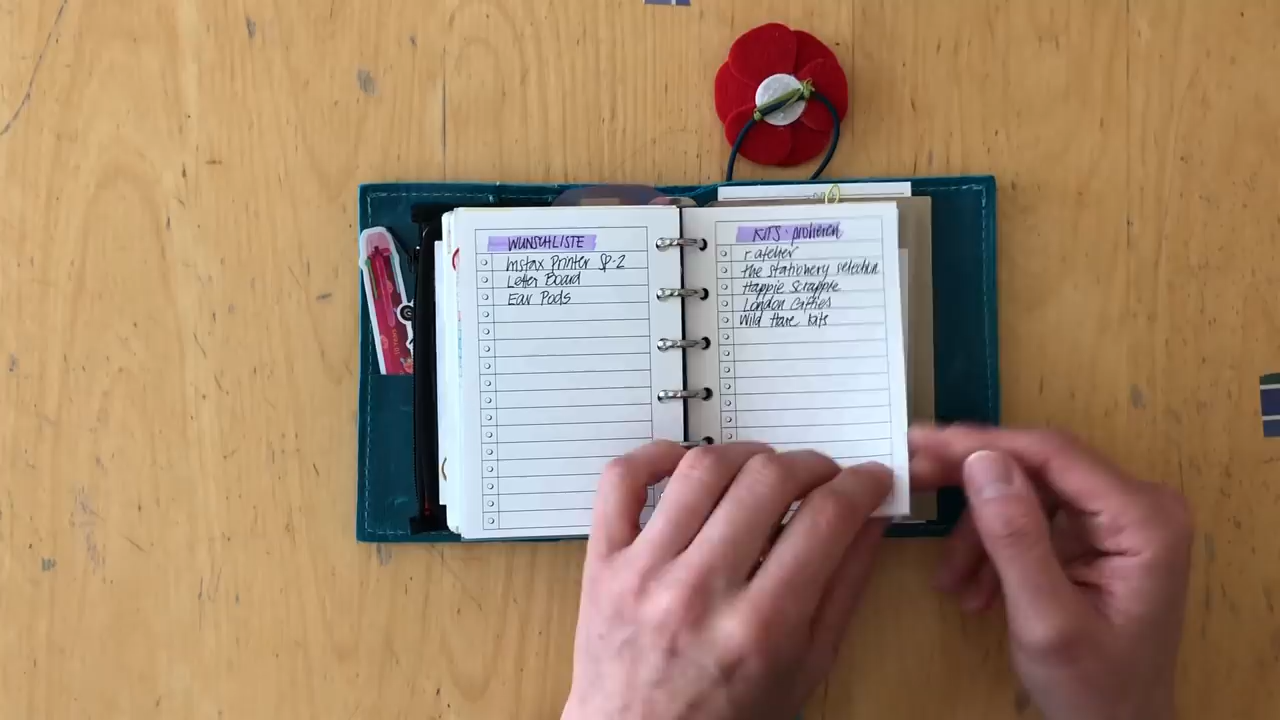 WUNSCHLISTE
Instax Printer SP-2
Letter Board
Ear Pods
KITS: probieren
r.atelier
the stationery selection
Happie Scrappie
London Gifties
Wild Hare Kits